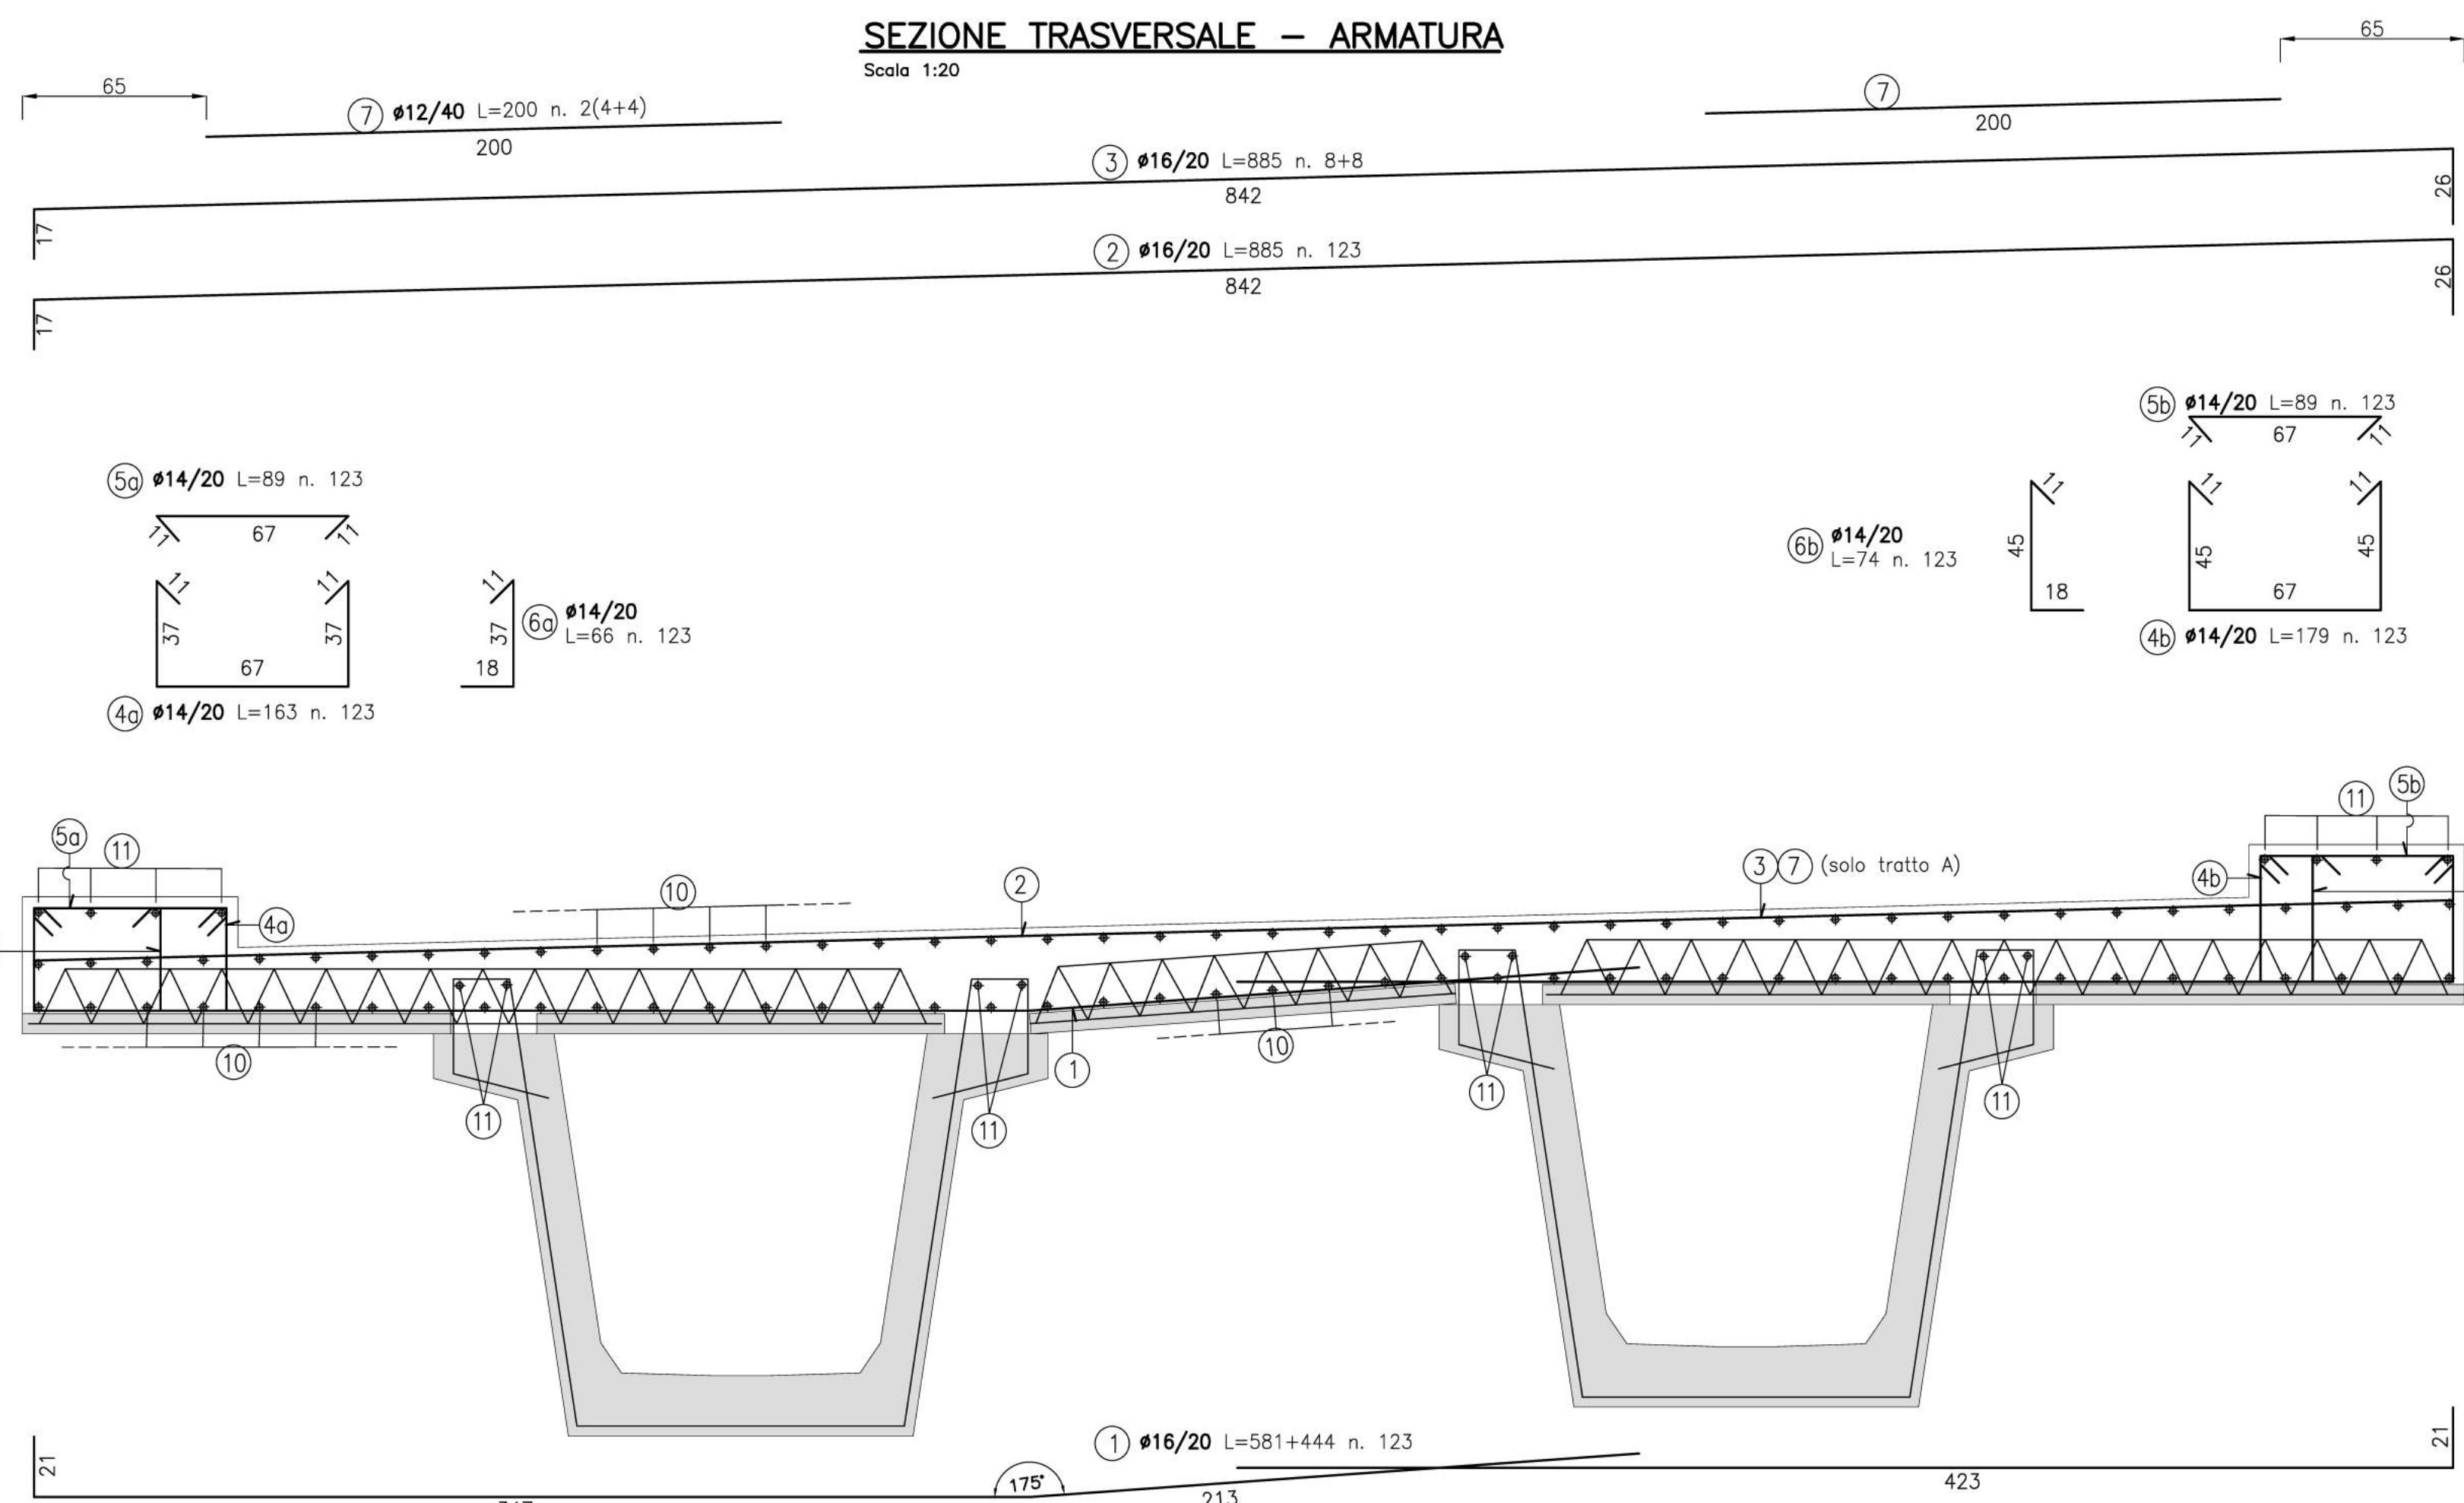 SEZIONE TRASVERSALE – ARMATURA
Scala 1:20
65
65
7 ø12/40 L=200 n. 2(4+4)
200
7
200
3 ø16/20 L=885 n. 8+8
842
17
26
2 ø16/20 L=885 n. 123
842
17
26
5a ø14/20 L=89 n. 123
11
67
11
11
11
37
37
67
4a ø14/20 L=163 n. 123
11
37
18
6a ø14/20
L=66 n. 123
5b ø14/20 L=89 n. 123
11
67
11
6b ø14/20
L=74 n. 123
11
45
18
11
11
45
45
67
4b ø14/20 L=179 n. 123
5a
11
4a
10
2
3 7 (solo tratto A)
4b
11
5b
10
11
11
1
10
11
11
1 ø16/20 L=581+444 n. 123
21
175°
213
423
21